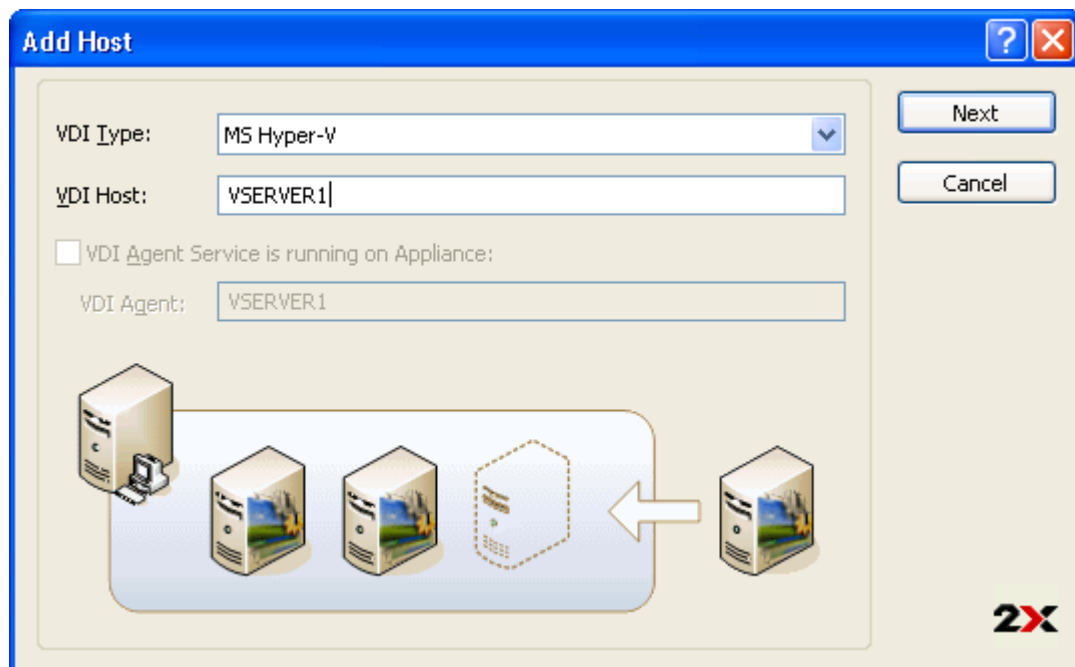 Add Host
VDI Type:
MS Hyper-V
Next
VDI Host:
VSERVER1
Cancel
VDI Agent Service is running on Appliance:
VDI Agent:
VSERVER1
2X